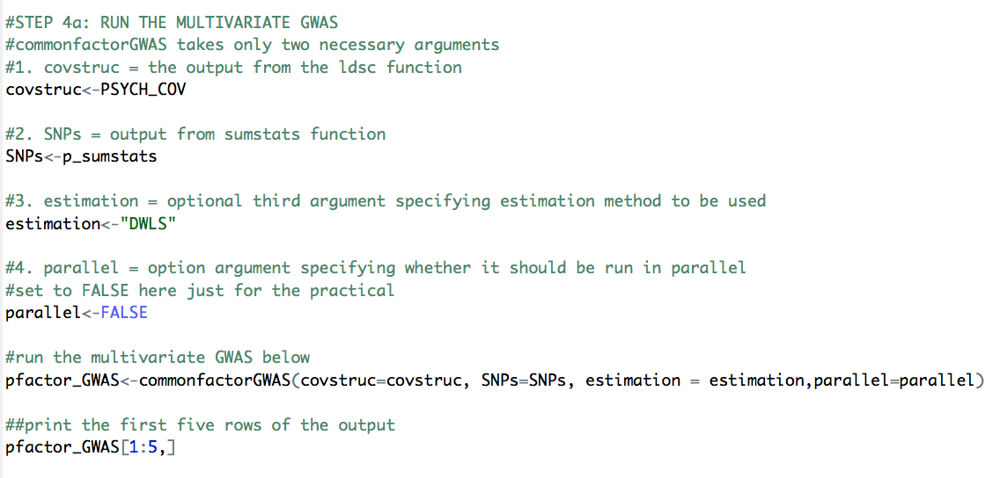 #STEP 4a: RUN THE MULTIVARIATE GWAS
#commonfactorGWAS takes only two necessary arguments
#1. covstruc = the output from the ldsc function
covstruc<-PSYCH_COV
#2. SNPs = output from sumstats function
SNPs<-p_sumstats
#3. estimation = optional third argument specifying estimation method to be used
estimation<-"DWLS"
#4. parallel = option argument specifying whether it should be run in parallel
#set to FALSE here just for the practical
parallel<-FALSE
#run the multivariate GWAS below
pfactor_GWAS<-commonfactorGWAS(covstruc=covstruc, SNPs=SNPs, estimation = estimation,parallel=parallel)
##print the first five rows of the output
pfactor_GWAS[1:5,]